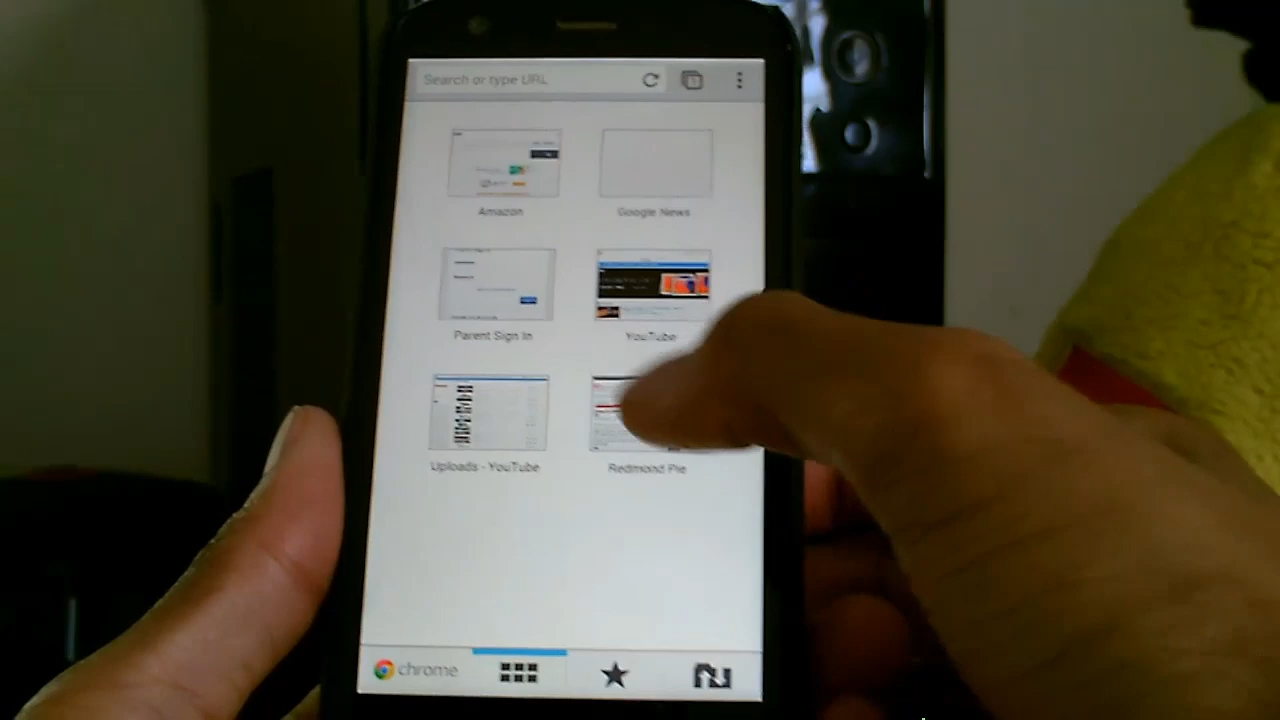 Search or type URL
Amazon
Google News
Parent Sign In
YouTube
Uploads - YouTube
Redmond Pie
chrome